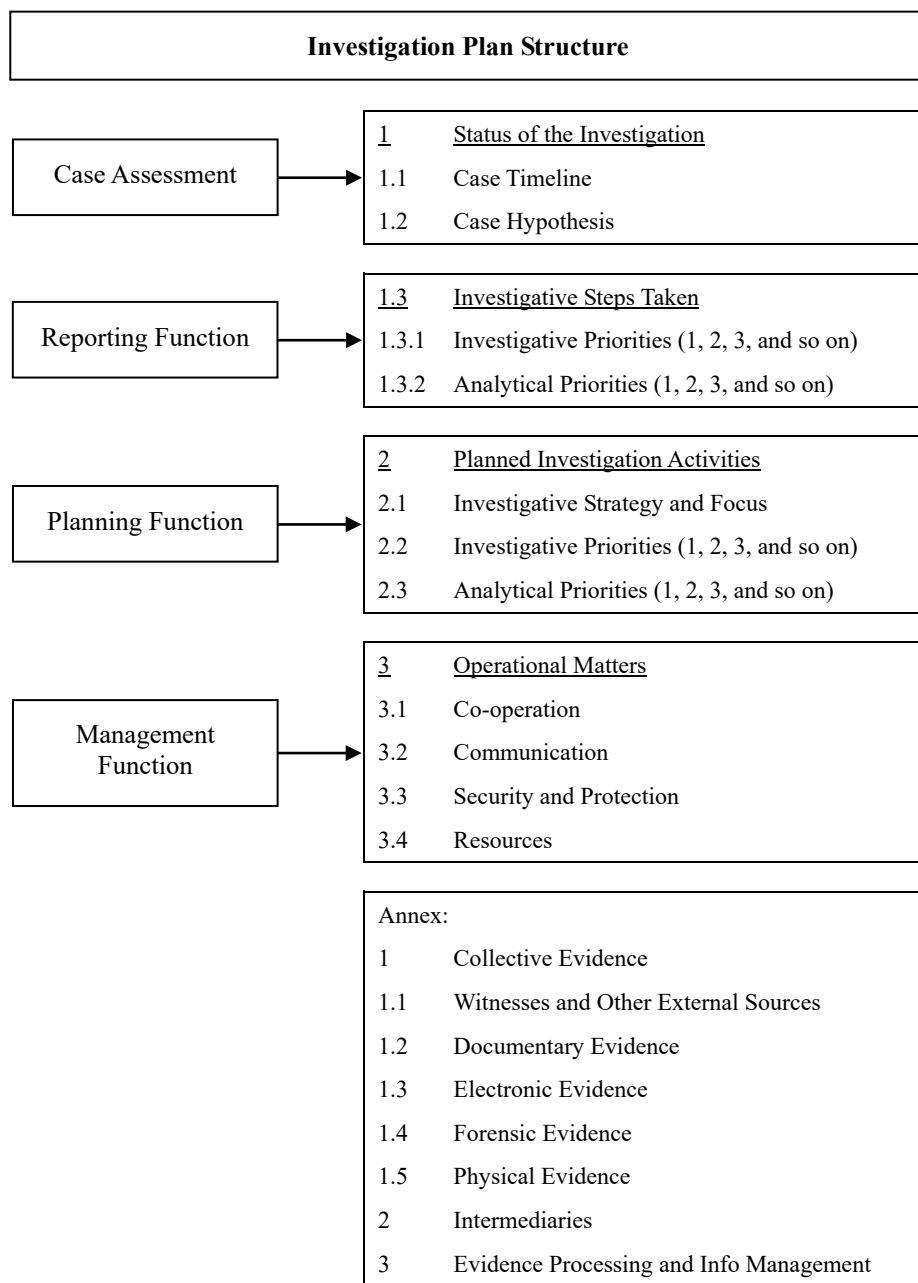 Investigation Plan Structure
Case Assessment
1 Status of the Investigation
1.1 Case Timeline
1.2 Case Hypothesis
Reporting Function
1.3 Investigative Steps Taken
1.3.1 Investigative Priorities (1, 2, 3, and so on)
1.3.2 Analytical Priorities (1, 2, 3, and so on)
Planning Function
2 Planned Investigation Activities
2.1 Investigative Strategy and Focus
2.2 Investigative Priorities (1, 2, 3, and so on)
2.3 Analytical Priorities (1, 2, 3, and so on)
Management
Function
3 Operational Matters
3.1 Co-operation
3.2 Communication
3.3 Security and Protection
3.4 Resources
Annex:
1 Collective Evidence
1.1 Witnesses and Other External Sources
1.2 Documentary Evidence
1.3 Electronic Evidence
1.4 Forensic Evidence
1.5 Physical Evidence
2 Intermediaries
3 Evidence Processing and Info Management